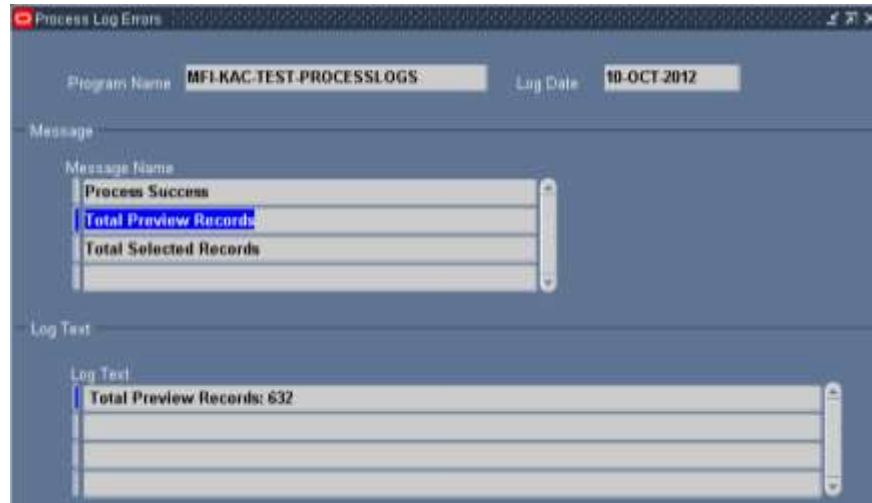 Process Log Errors
Program Name MFI-KAC-TEST-PROCESSLOGS Log Date 10-OCT-2012
Message
Message Name
Process Success
Total Preview Records
Total Selected Records
Log Text
Log Text
Total Preview Records: 632